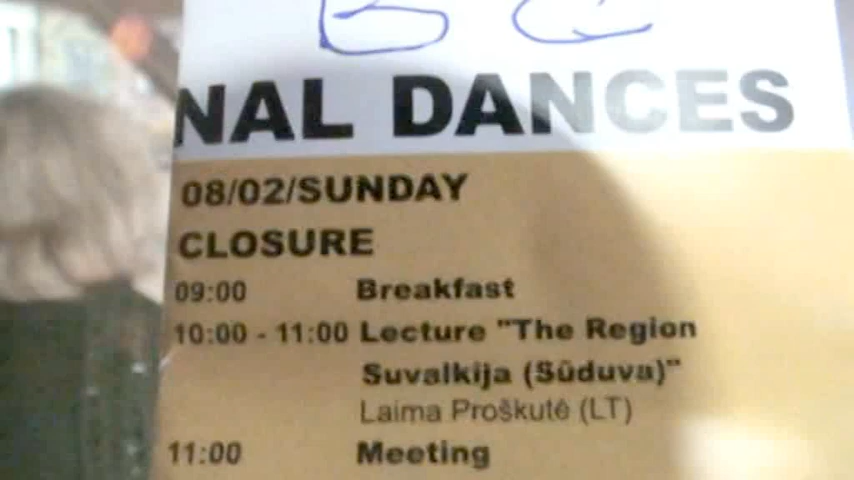 NAL DANCES
08/02/SUNDAY
CLOSURE
09:00 Breakfast
10:00 - 11:00 Lecture "The Region
Suvalkija (Sūduva)"
Laima Proškutė (LT)
11:00 Meeting